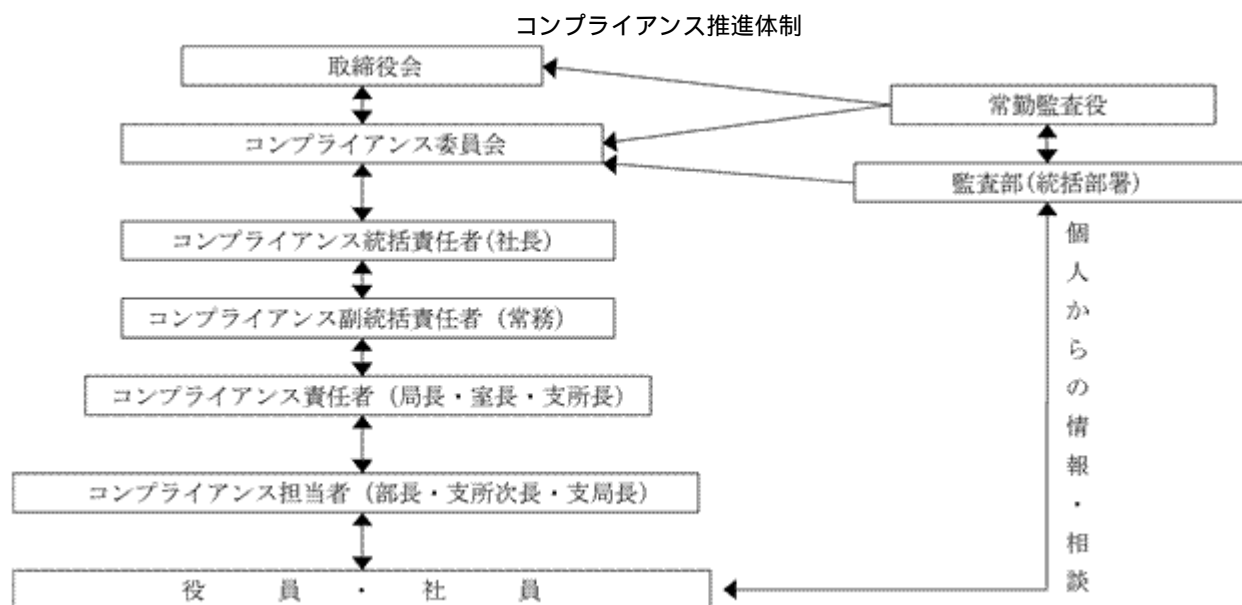 コンプライアンス推進体制
取締役会
常勤監査役
コンプライアンス委員会
監査部(統括部署)
コンプライアンス統括責任者(社長)
コンプライアンス副統括責任者(常務)
コンプライアンス責任者(局長・室長・支所長)
コンプライアンス担当者(部長・支所次長・支局長)
役員・社員
個人からの情報・相談